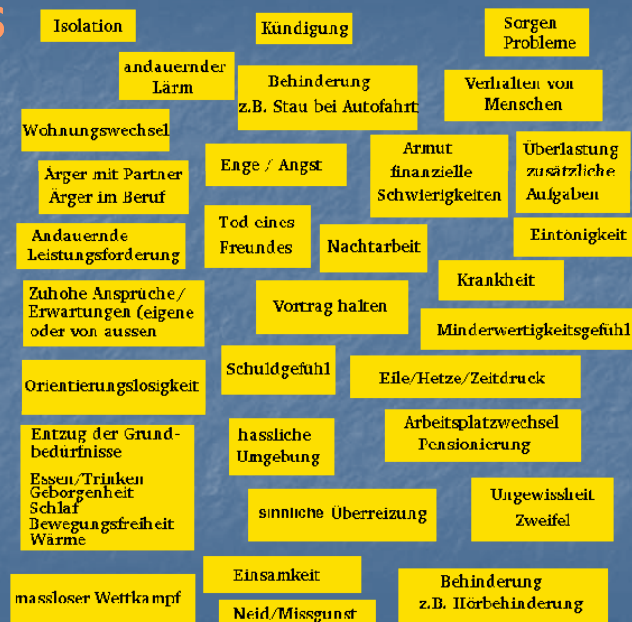 s
Isolation
Kündigung
Sorgen
Probleme
andauernder
Lärm
Behinderung
z.B. Stau bei Autofahrt
Verhalten von
Menschen
Wohnungswechsel
Ärger mit Partner
Ärger im Beruf
Enge / Angst
Armut
finanzielle
Schwierigkeiten
Überlastung
zusätzliche
Aufgaben
Andauernde
Leistungsforderung
Tod eines
Freundes
Nachtarbeit
Eintönigkeit
Krankheit
Zuhohe Ansprüche/
Erwartungen (eigene
oder von aussen
Vortrag halten
Minderwertigkeitsgefühl
Orientierungslosigkeit
Schuldgefühl
Eile/Hetze/Zeitdruck
Entzug der Grund-
bedürfnisse
Essen/Trinken
Geborgenheit
Schlaf
Bewegungsfreiheit
Wärme
hassliche
Umgebung
Arbeitsplatzwechsel
Pensionierung
sinnliche Überreizung
Ungewissheit
Zweifel
massloser Wettkampf
Einsamkeit
Neid/Missgunst
Behinderung
z.B. Hörbehinderung